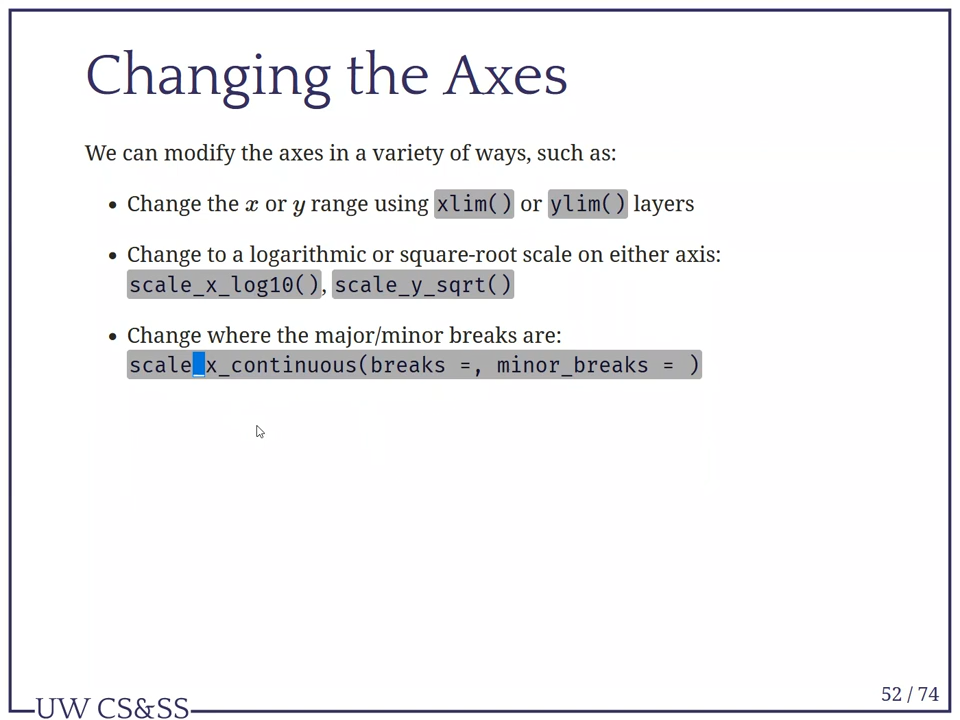 Changing the Axes
We can modify the axes in a variety of ways, such as:
• Change the x or y range using xlim() or ylim() layers
• Change to a logarithmic or square-root scale on either axis:
scale_x_log10(), scale_y_sqrt()
• Change where the major/minor breaks are:
scale_x_continuous(breaks =, minor_breaks = )
52 / 74
UW CS&SS